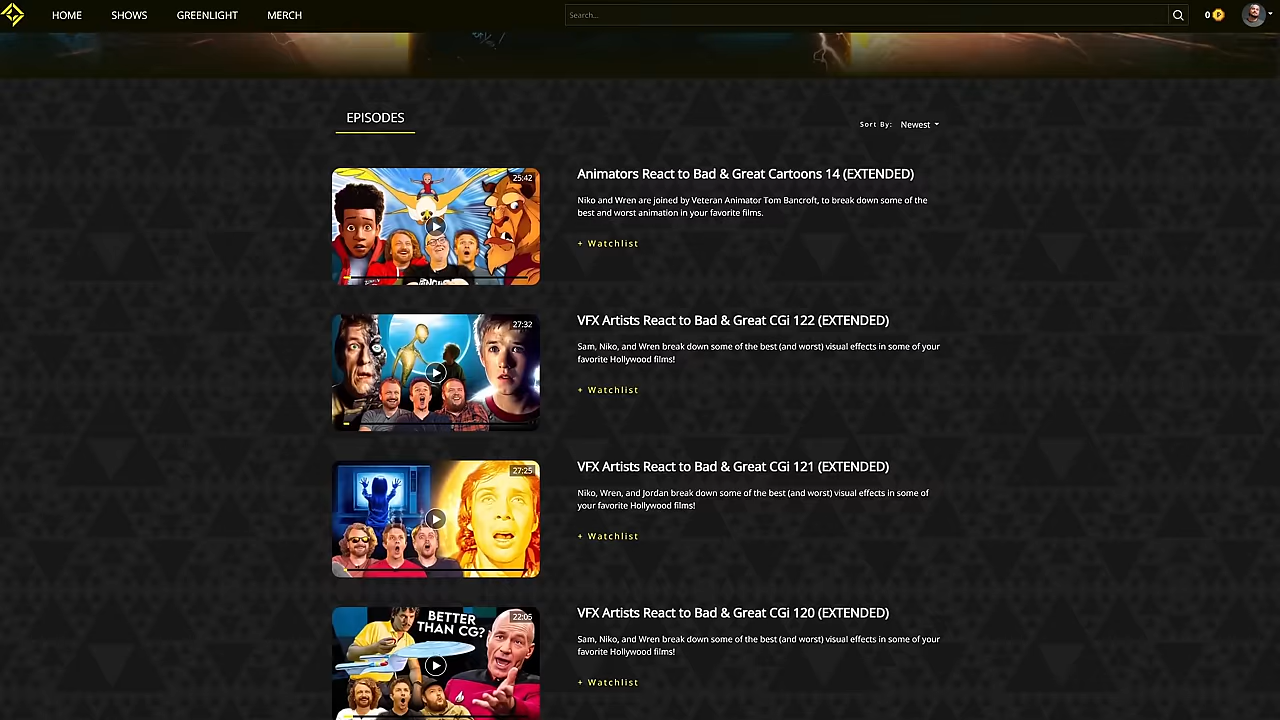 HOME SHOWS GREENLIGHT MERCH Search... 0 P
EPISODES
Sort By: Newest
25:42
Animators React to Bad & Great Cartoons 14 (EXTENDED)
Niko and Wren are joined by Veteran Animator Tom Bancroft, to break down some of the
best and worst animation in your favorite films.
+ Watchlist
27:32
VFX Artists React to Bad & Great CGi 122 (EXTENDED)
Sam, Niko, and Wren break down some of the best (and worst) visual effects in some of your
favorite Hollywood films!
+ Watchlist
27:25
VFX Artists React to Bad & Great CGi 121 (EXTENDED)
Niko, Wren, and Jordan break down some of the best (and worst) visual effects in some of
your favorite Hollywood films!
+ Watchlist
22:05
BETTER
THAN CG?
VFX Artists React to Bad & Great CGi 120 (EXTENDED)
Sam, Niko, and Wren break down some of the best (and worst) visual effects in some of your
favorite Hollywood films!
+ Watchlist